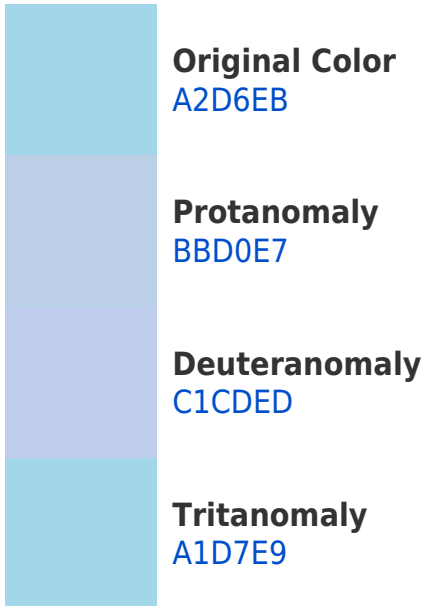 Original Color
A2D6EB
Protanomaly
BBD0E7
Deuteranomaly
C1CDED
Tritanomaly
A1D7E9